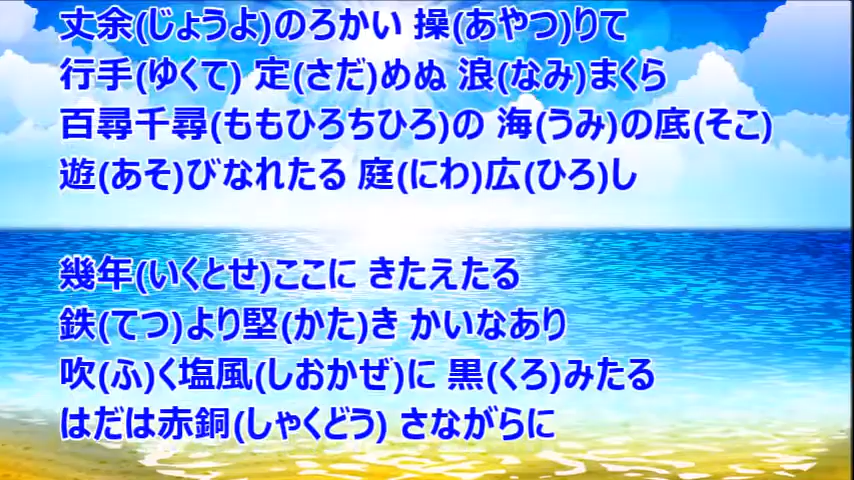 丈余(じょうよ)のろかい 操(あやつ)りて
行手(ゆくて) 定(さだ)めぬ 浪(なみ)まくら
百尋千尋(ももひろちひろ)の 海(うみ)の底(そこ)
遊(あそ)びなれたる 庭(にわ)広(ひろ)し
幾年(いくとせ)ここに きたえたる
鉄(てつ)より堅(かた)き かいなあり
吹(ふ)く塩風(しおかぜ)に 黒(くろ)みたる
はだは赤銅(しゃくどう) さながらに